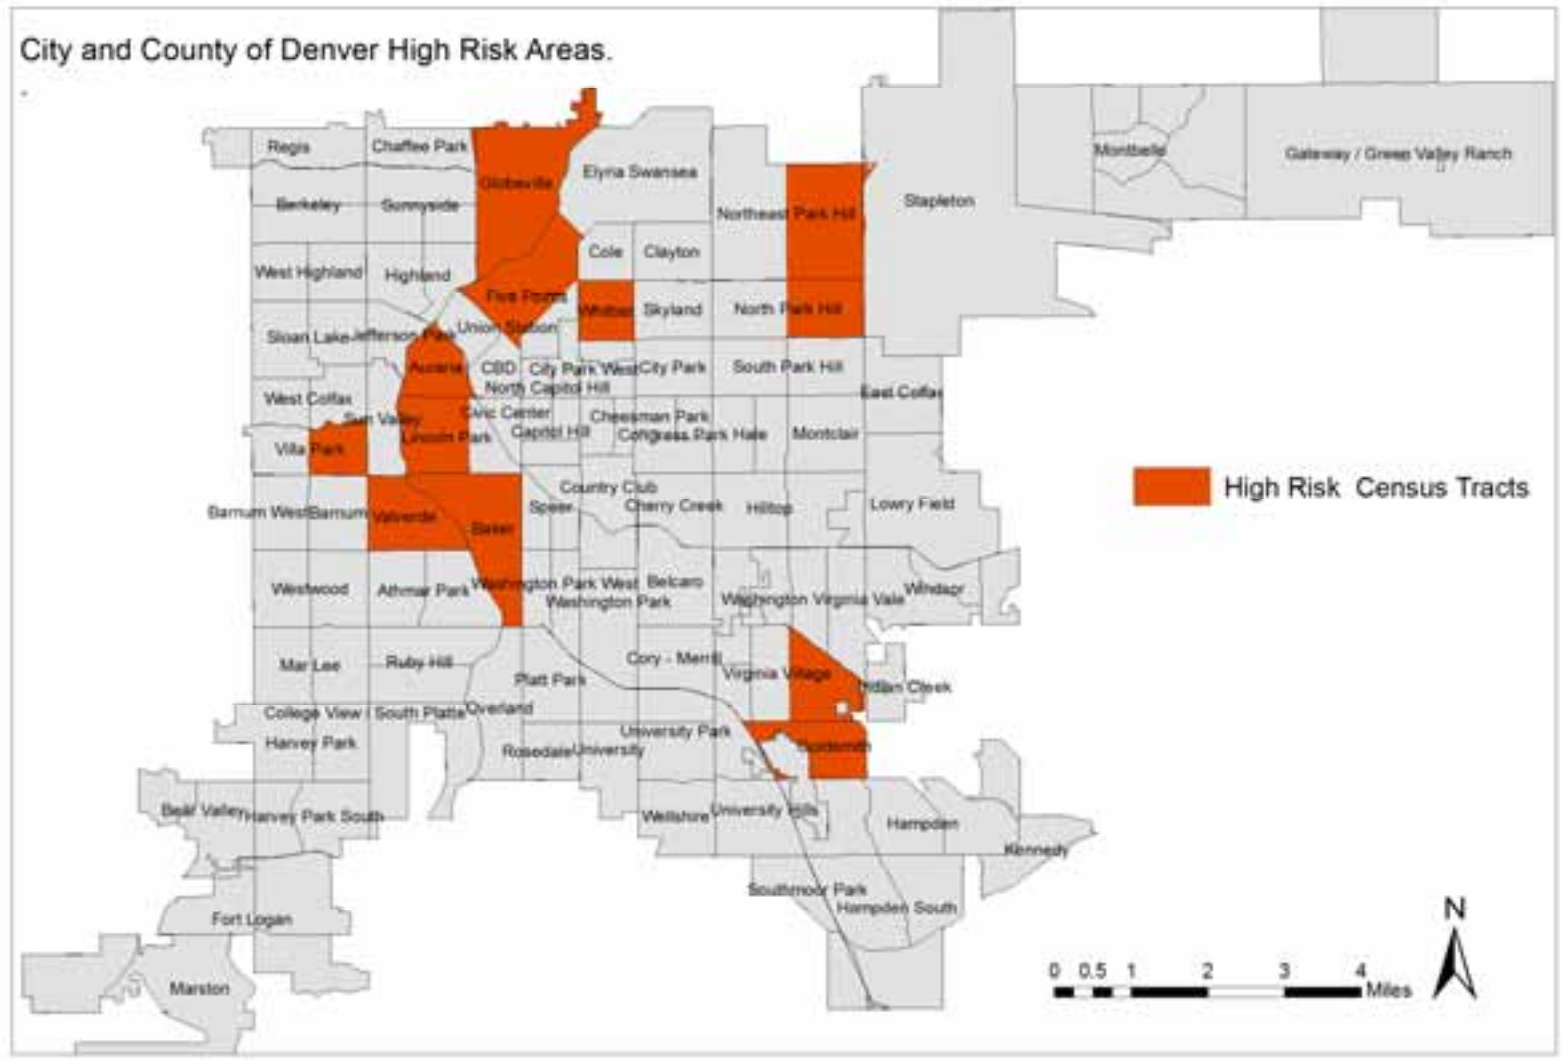 City and County of Denver High Risk Areas.
Regis
Chaffee Park
Globeville
Elyria Swansea
Montbello
Gateway / Green Valley Ranch
Berkeley
Sunnyside
Northeast Park Hill
Stapleton
Cole
Clayton
West Highland
Highland
Five Points
Whittier
Skyland
North Park Hill
Union Station
Sloan Lake
Jefferson Park
Auraria
CBD
City Park West
City Park
South Park Hill
North Capitol Hill
East Colfax
West Colfax
Sun Valley
Civic Center
Cheesman Park
Lincoln Park
Capitol Hill
Congress Park
Hale
Montclair
Villa Park
High Risk Census Tracts
Country Club
Barnum West
Barnum
Valverde
Baker
Speer
Cherry Creek
Hilltop
Lowry Field
Westwood
Athmar Park
Washington Park West
Belcaro
Washington Park
Washington Virginia Vale
Windsor
Mar Lee
Ruby Hill
Cory - Merrill
Virginia Village
Platt Park
Indian Creek
College View / South Platte
Overland
Harvey Park
University Park
Rosedale
University
Goldsmith
Bear Valley
Harvey Park South
Wellshire
University Hills
Hampden
Kennedy
Southmoor Park
Hampden South
Fort Logan
Marston
N
0 0.5 1 2 3 4
Miles